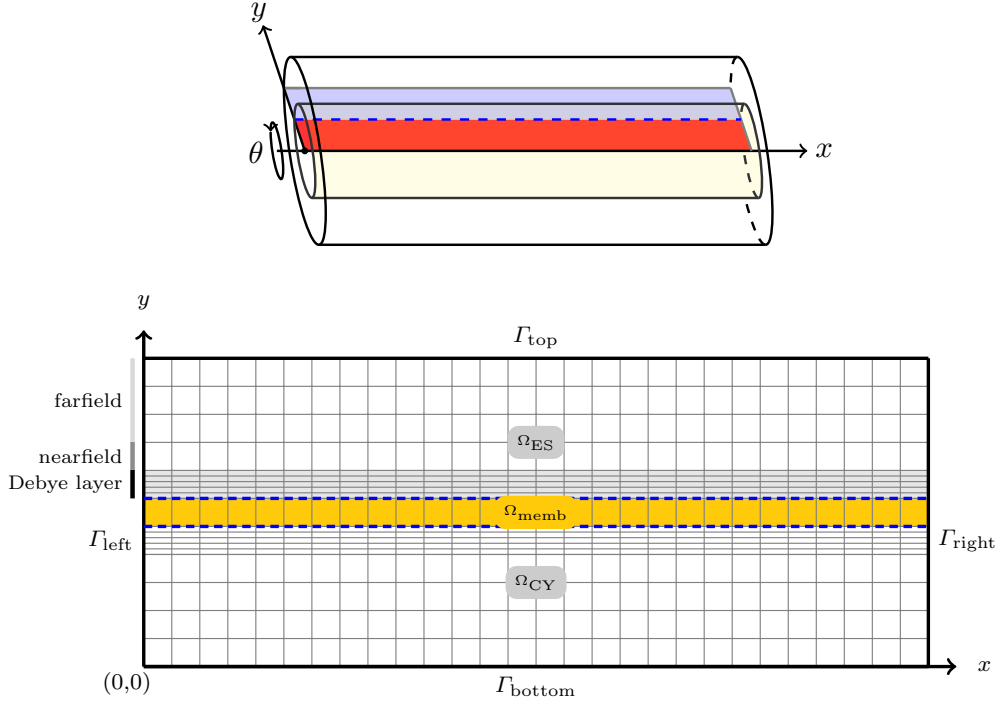 y
θ
x
y
Γtop
farfield
ΩES
nearfield
Debye layer
Ωmemb
Γleft
Γright
ΩCY
x
(0,0)
Γbottom